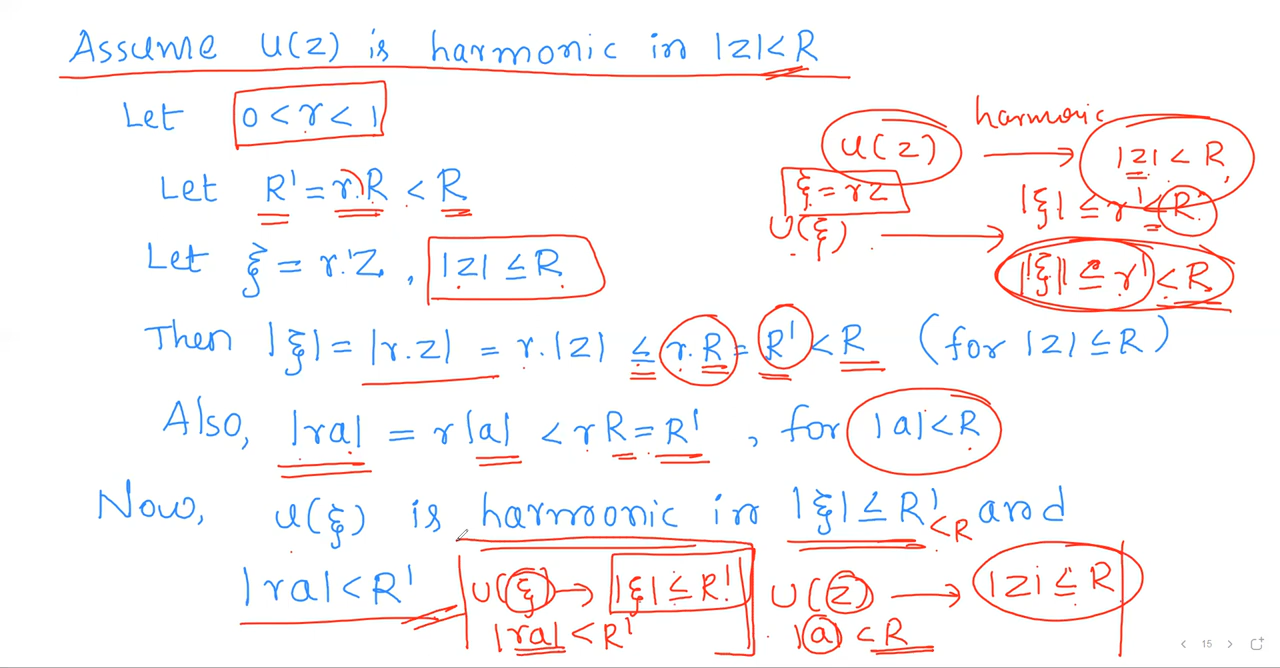 Assume u(z) is harmonic in |z|<R
Let 0<r<1
harmonic
u(z) → |z|<R,
Let R' = r.R < R
ξ = rz
|ξ| ≤ r' < R'
u(ξ) → |ξ| ≤ r' < R
Let ξ = r.z, |z| ≤ R
Then |ξ| = |r.z| = r.|z| ≤ r.R = R' < R (for |z| ≤ R)
Also, |ra| = r|a| < rR = R', for |a|<R
Now, u(ξ) is harmonic in |ξ| ≤ R' <R and
|ra|<R'
u(ξ) → |ξ| ≤ R'
|ra| < R'
u(z) → |z| ≤ R
|a| < R
15